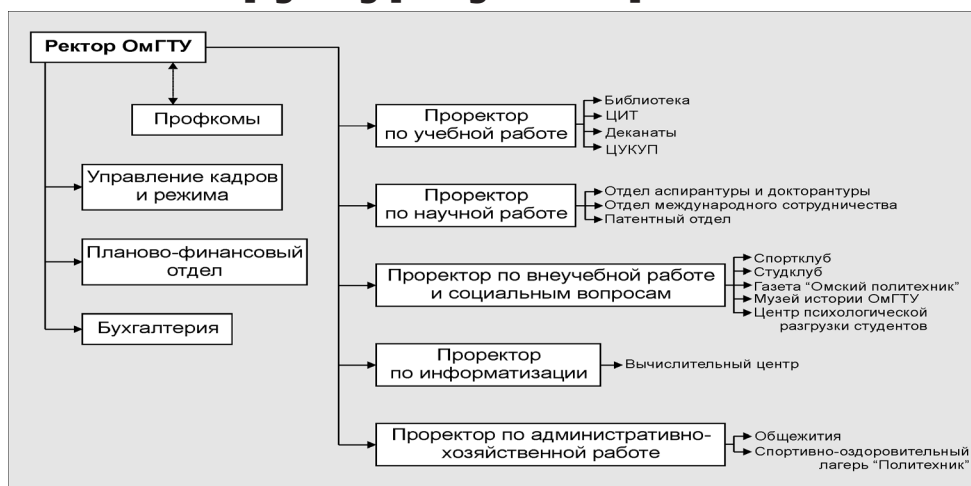 Ректор ОмГТУ
Профкомы
Управление кадров
и режима
Планово-финансовый
отдел
Бухгалтерия
Проректор
по учебной работе
Библиотека
ЦИТ
Деканаты
ЦУКУП
Проректор
по научной работе
Отдел аспирантуры и докторантуры
Отдел международного сотрудничества
Патентный отдел
Проректор по внеучебной работе
и социальным вопросам
Спортклуб
Студклуб
Газета “Омский политехник”
Музей истории ОмГТУ
Центр психологической
разгрузки студентов
Проректор
по информатизации
Вычислительный центр
Проректор по административно-
хозяйственной работе
Общежития
Спортивно-оздоровительный
лагерь “Политехник”